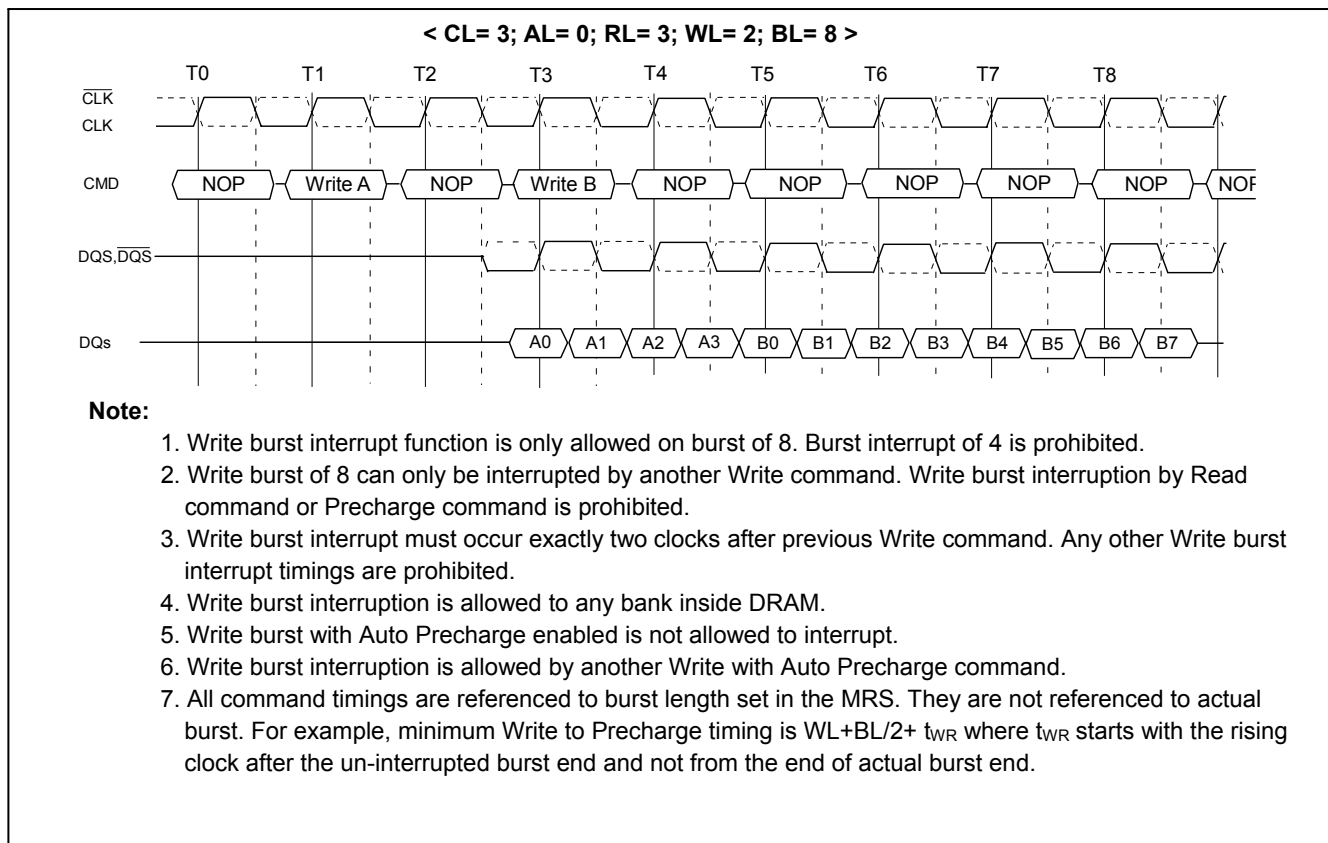 < CL= 3; AL= 0; RL= 3; WL= 2; BL= 8 >
T0 T1 T2 T3 T4 T5 T6 T7 T8
CLK
CLK
CMD NOP Write A NOP Write B NOP NOP NOP NOP NOP NOP
DQS,DQS
DQs A0 A1 A2 A3 B0 B1 B2 B3 B4 B5 B6 B7
Note:
1. Write burst interrupt function is only allowed on burst of 8. Burst interrupt of 4 is prohibited.
2. Write burst of 8 can only be interrupted by another Write command. Write burst interruption by Read
command or Precharge command is prohibited.
3. Write burst interrupt must occur exactly two clocks after previous Write command. Any other Write burst
interrupt timings are prohibited.
4. Write burst interruption is allowed to any bank inside DRAM.
5. Write burst with Auto Precharge enabled is not allowed to interrupt.
6. Write burst interruption is allowed by another Write with Auto Precharge command.
7. All command timings are referenced to burst length set in the MRS. They are not referenced to actual
burst. For example, minimum Write to Precharge timing is WL+BL/2+ tWR where tWR starts with the rising
clock after the un-interrupted burst end and not from the end of actual burst end.